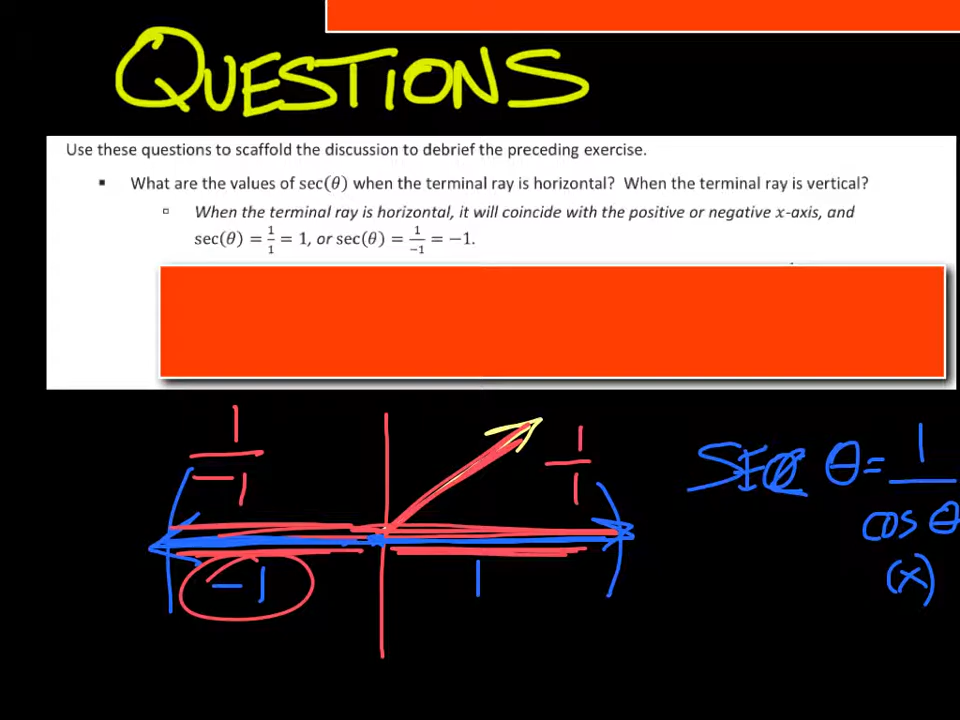 QUESTIONS
Use these questions to scaffold the discussion to debrief the preceding exercise.
▪ What are the values of sec(θ) when the terminal ray is horizontal? When the terminal ray is vertical?
▫ When the terminal ray is horizontal, it will coincide with the positive or negative x-axis, and
sec(θ) = 1/1 = 1, or sec(θ) = 1/−1 = −1.
1/−1
1/1
SEC θ = 1/cos θ
(x)
−1
1